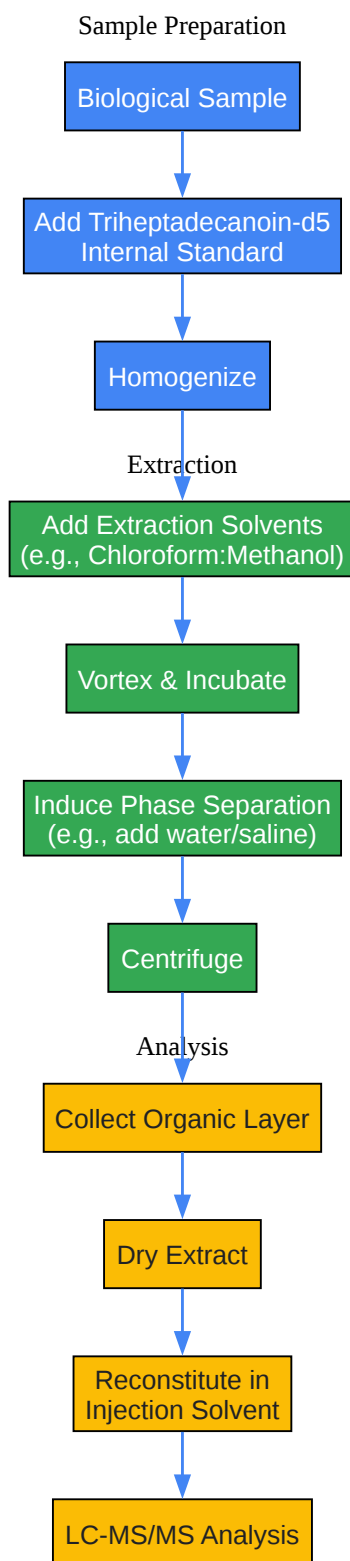 Sample Preparation
Biological Sample
Add Triheptadecanoin-d5
Internal Standard
Homogenize
Extraction
Add Extraction Solvents
(e.g., Chloroform:Methanol)
Vortex & Incubate
Induce Phase Separation
(e.g., add water/saline)
Centrifuge
Analysis
Collect Organic Layer
Dry Extract
Reconstitute in
Injection Solvent
LC-MS/MS Analysis